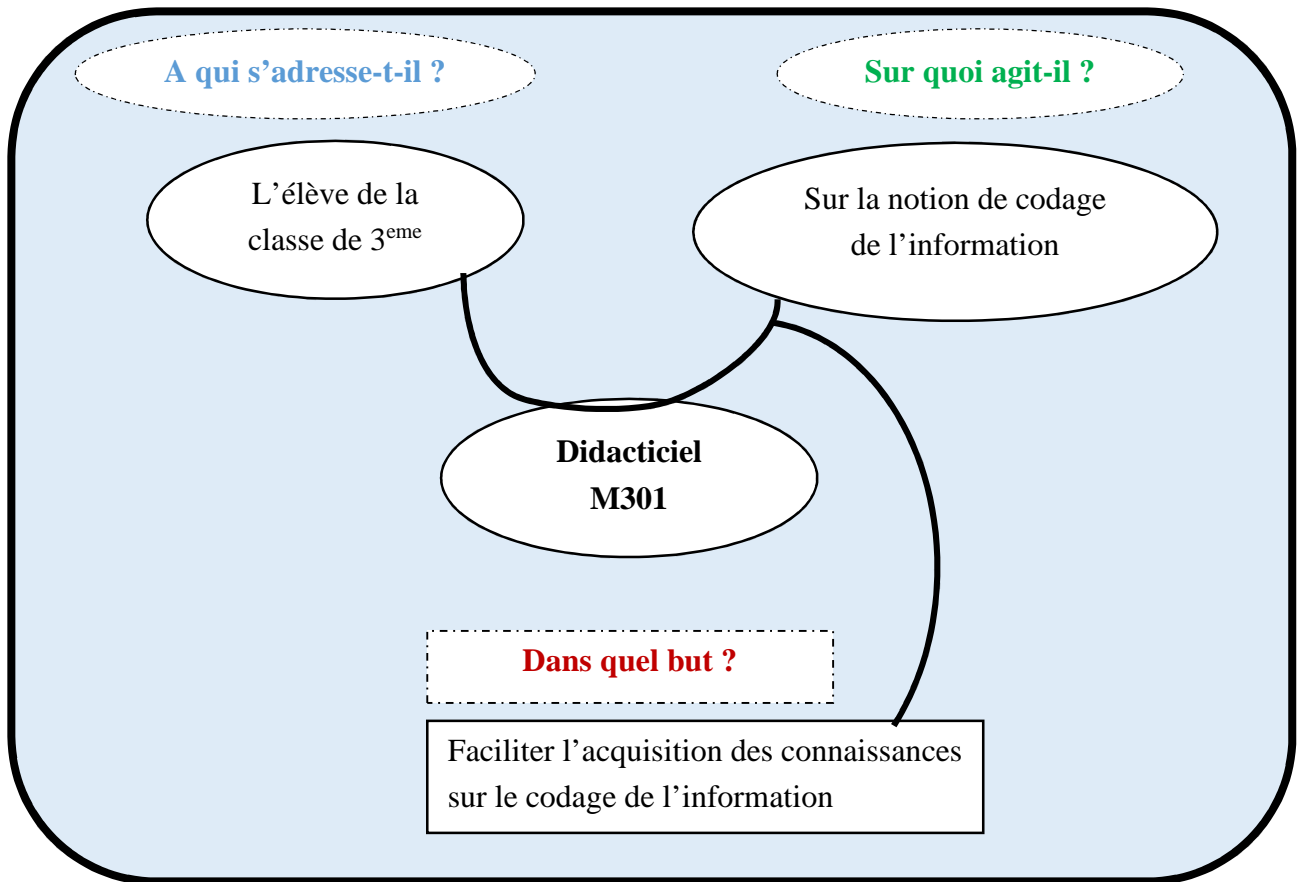 A qui s’adresse-t-il ?
Sur quoi agit-il ?
L’élève de la
classe de 3eme
Sur la notion de codage
de l’information
Didacticiel
M301
Dans quel but ?
Faciliter l’acquisition des connaissances
sur le codage de l’information